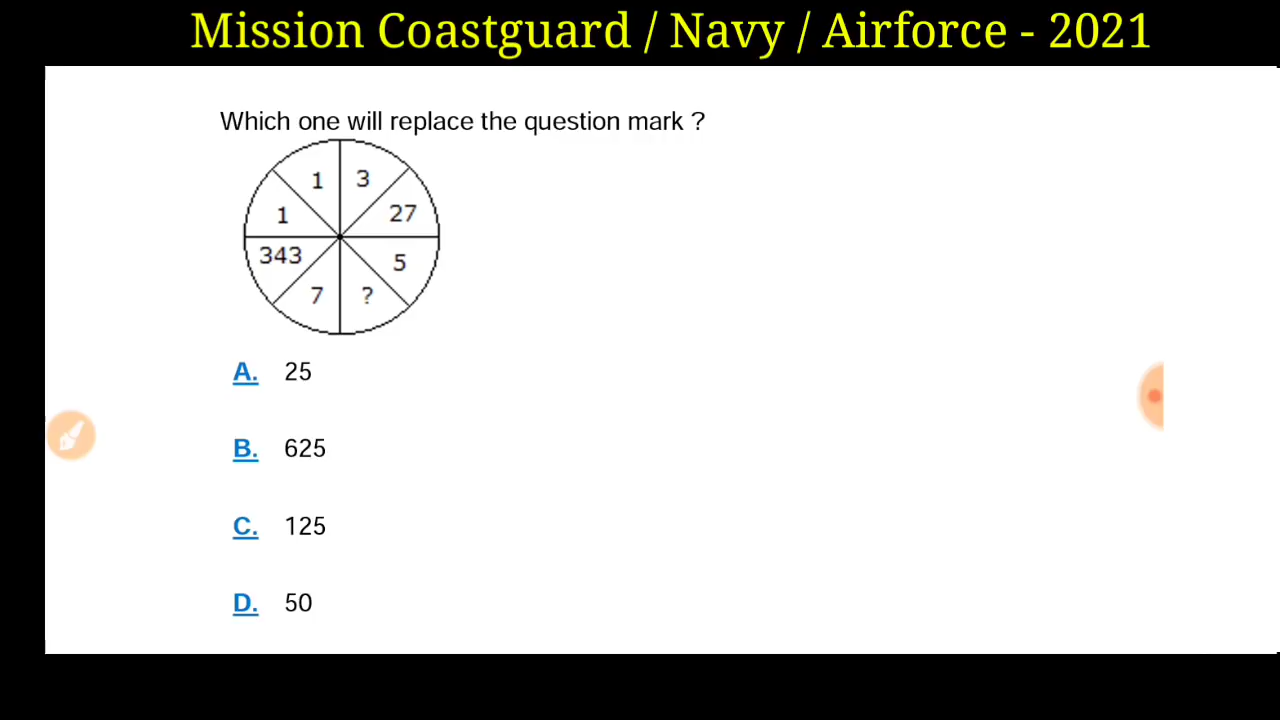 Mission Coastguard / Navy / Airforce - 2021
Which one will replace the question mark ?
1 3
1 27
343 5
7 ?
A. 25
B. 625
C. 125
D. 50